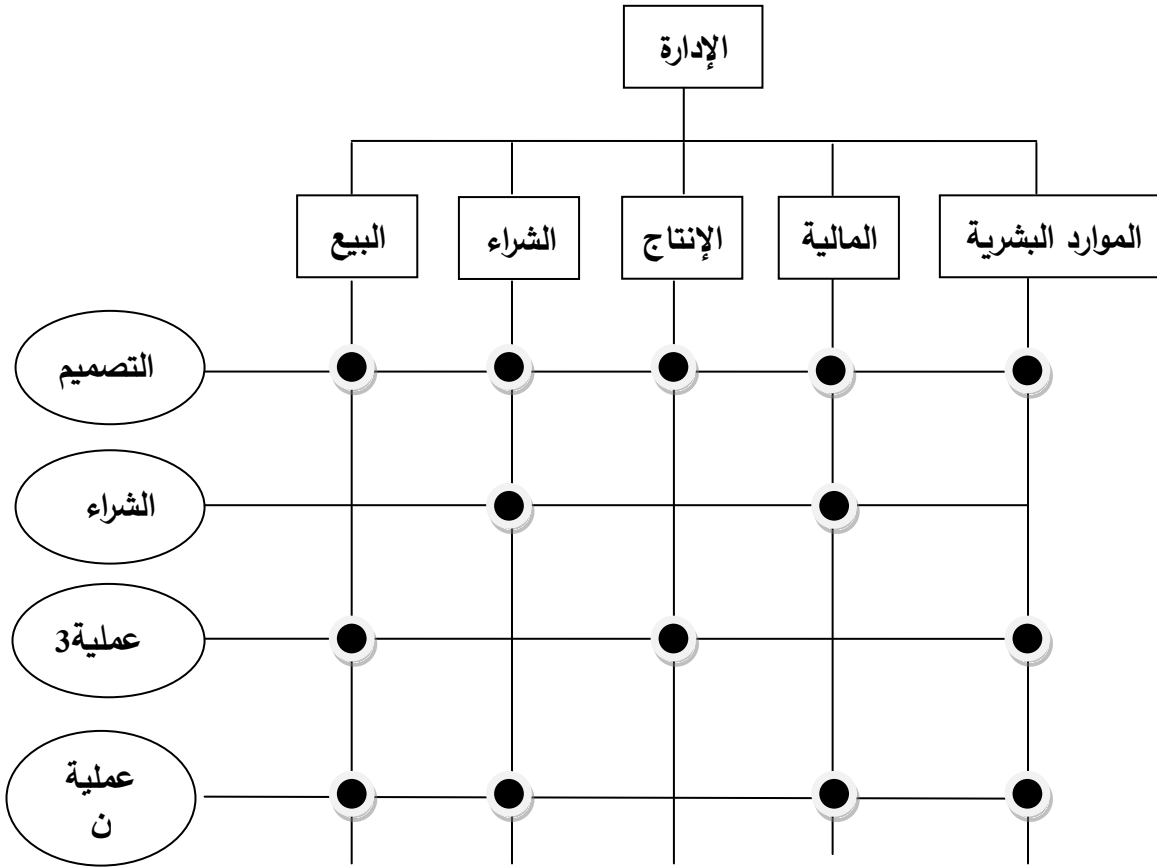 الإدارة
الموارد البشرية
المالية
الإنتاج
الشراء
البيع
التصميم
الشراء
عملية3
عملية
ن